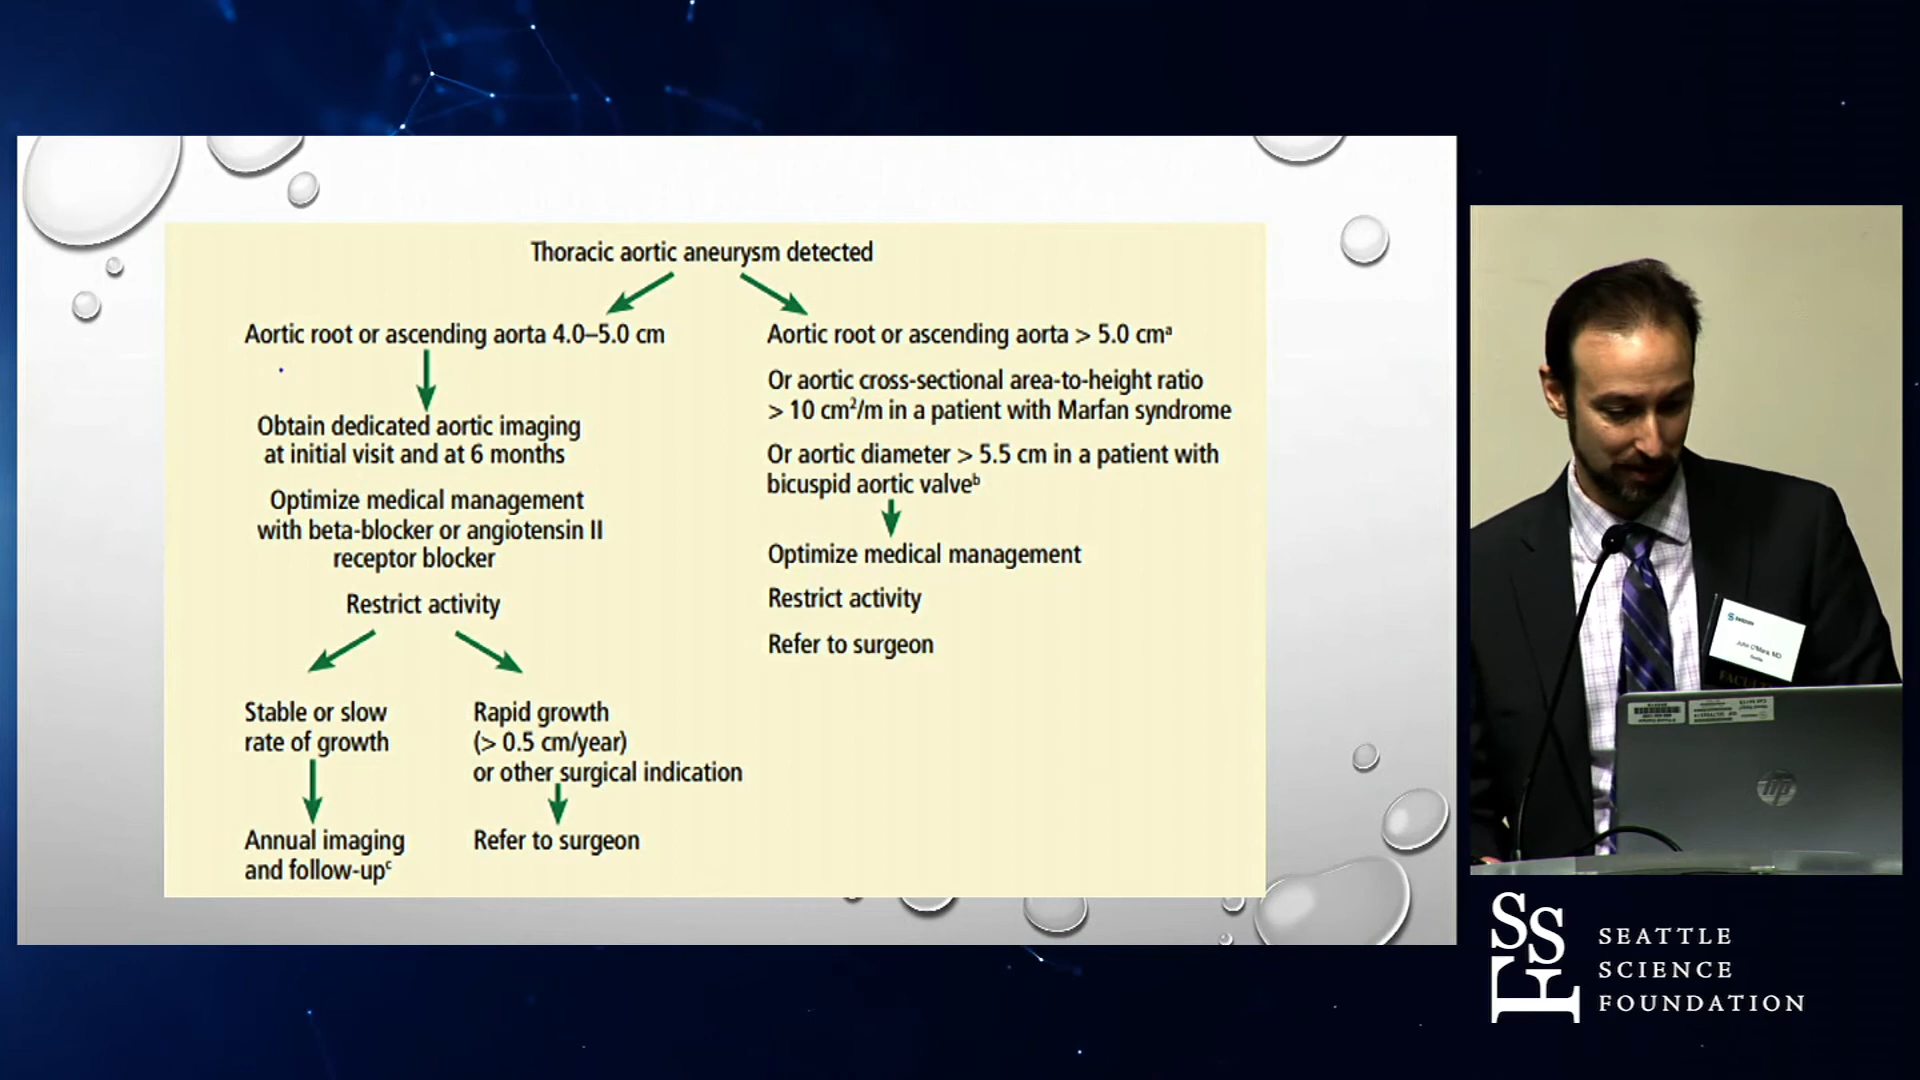 Thoracic aortic aneurysm detected
Aortic root or ascending aorta 4.0–5.0 cm
Obtain dedicated aortic imaging
at initial visit and at 6 months
Optimize medical management
with beta-blocker or angiotensin II
receptor blocker
Restrict activity
Stable or slow
rate of growth
Annual imaging
and follow-upᶜ
Rapid growth
(> 0.5 cm/year)
or other surgical indication
Refer to surgeon
Aortic root or ascending aorta > 5.0 cmᵃ
Or aortic cross-sectional area-to-height ratio
> 10 cm²/m in a patient with Marfan syndrome
Or aortic diameter > 5.5 cm in a patient with
bicuspid aortic valveᵇ
Optimize medical management
Restrict activity
Refer to surgeon
John O'Mara, MD
hp
SSF
SEATTLE
SCIENCE
FOUNDATION